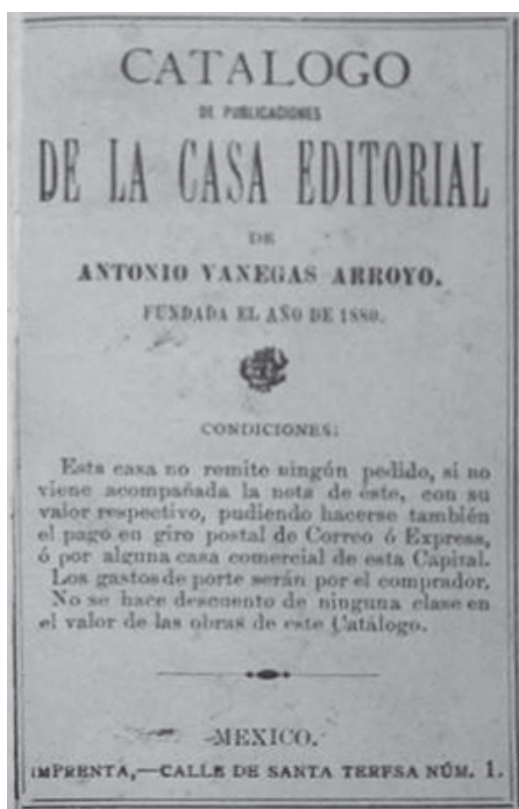 CATALOGO
DE PUBLICACIONES
DE LA CASA EDITORIAL
DE
ANTONIO VANEGAS ARROYO.
FUNDADA EL AÑO DE 1880.
CONDICIONES:
Esta casa no remite ningún pedido, si no
viene acompañada la nota de éste, con su
valor respectivo, pudiendo hacerse también
el pago en giro postal de Correo ó Express,
ó por alguna casa comercial de esta Capital.
Los gastos de porte serán por el comprador.
No se hace descuento de ninguna clase en
el valor de las obras de este Catálogo.
MEXICO.
IMPRENTA,—CALLE DE SANTA TERESA NÚM. 1.